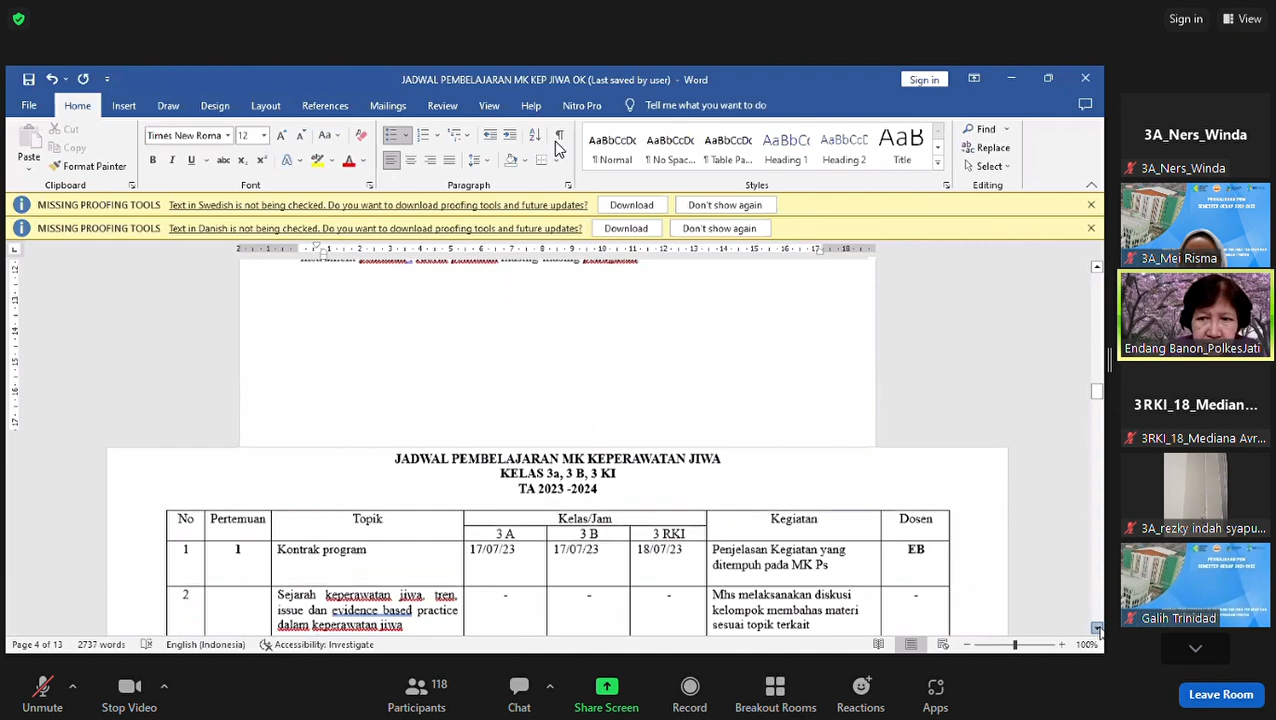 Sign in
View
JADWAL PEMBELAJARAN MK KEP JIWA OK (Last saved by user) - Word
Sign in
File Home Insert Draw Design Layout References Mailings Review View Help Nitro Pro Tell me what you want to do
Paste
Cut
Copy
Format Painter
Clipboard
Times New Roma 12
Font
Paragraph
AaBbCcDc AaBbCcDc AaBbCcDc AaBbCc AaBbCcD AaB
¶ Normal ¶ No Spac... ¶ Table Pa... Heading 1 Heading 2 Title
Styles
Find
Replace
Select
Editing
MISSING PROOFING TOOLS Text in Swedish is not being checked. Do you want to download proofing tools and future updates? Download Don't show again
MISSING PROOFING TOOLS Text in Danish is not being checked. Do you want to download proofing tools and future updates? Download Don't show again
JADWAL PEMBELAJARAN MK KEPERAWATAN JIWA
KELAS 3a, 3 B, 3 KI
TA 2023 -2024
No Pertemuan Topik Kelas/Jam Kegiatan Dosen
3 A 3 B 3 RKI
1 1 Kontrak program 17/07/23 17/07/23 18/07/23 Penjelasan Kegiatan yang EB
ditempuh pada MK Ps
2 Sejarah keperawatan jiwa, tren, - - - Mhs melaksanakan diskusi -
issue dan evidence based practice kelompok membahas materi
dalam keperawatan jiwa sesuai topik terkait
Page 4 of 13 2737 words English (Indonesia) Accessibility: Investigate 100%
3A_Ners_Winda
3A_Ners_Winda
3A_Mei Risma
Endang Banon_PolkesJati
3RKI_18_Median...
3RKI_18_Mediana Avr...
3A_rezky indah syapu...
Galih Trinidad
Unmute
Stop Video
118
Participants
Chat
Share Screen
Record
Breakout Rooms
Reactions
Apps
Leave Room